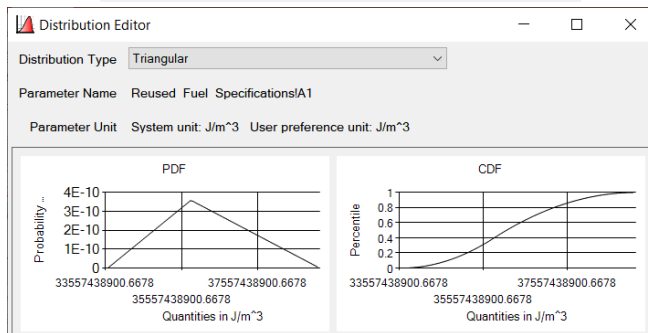 Distribution Editor
Distribution Type Triangular
Parameter Name Reused Fuel Specifications!A1
Parameter Unit System unit: J/m^3 User preference unit: J/m^3
PDF
Probability ...
4E-10
3E-10
2E-10
1E-10
0
33557438900.6678 37557438900.6678
35557438900.6678
Quantities in J/m^3
CDF
Percentile
1
0.8
0.6
0.4
0.2
0
33557438900.6678 37557438900.6678
35557438900.6678
Quantities in J/m^3